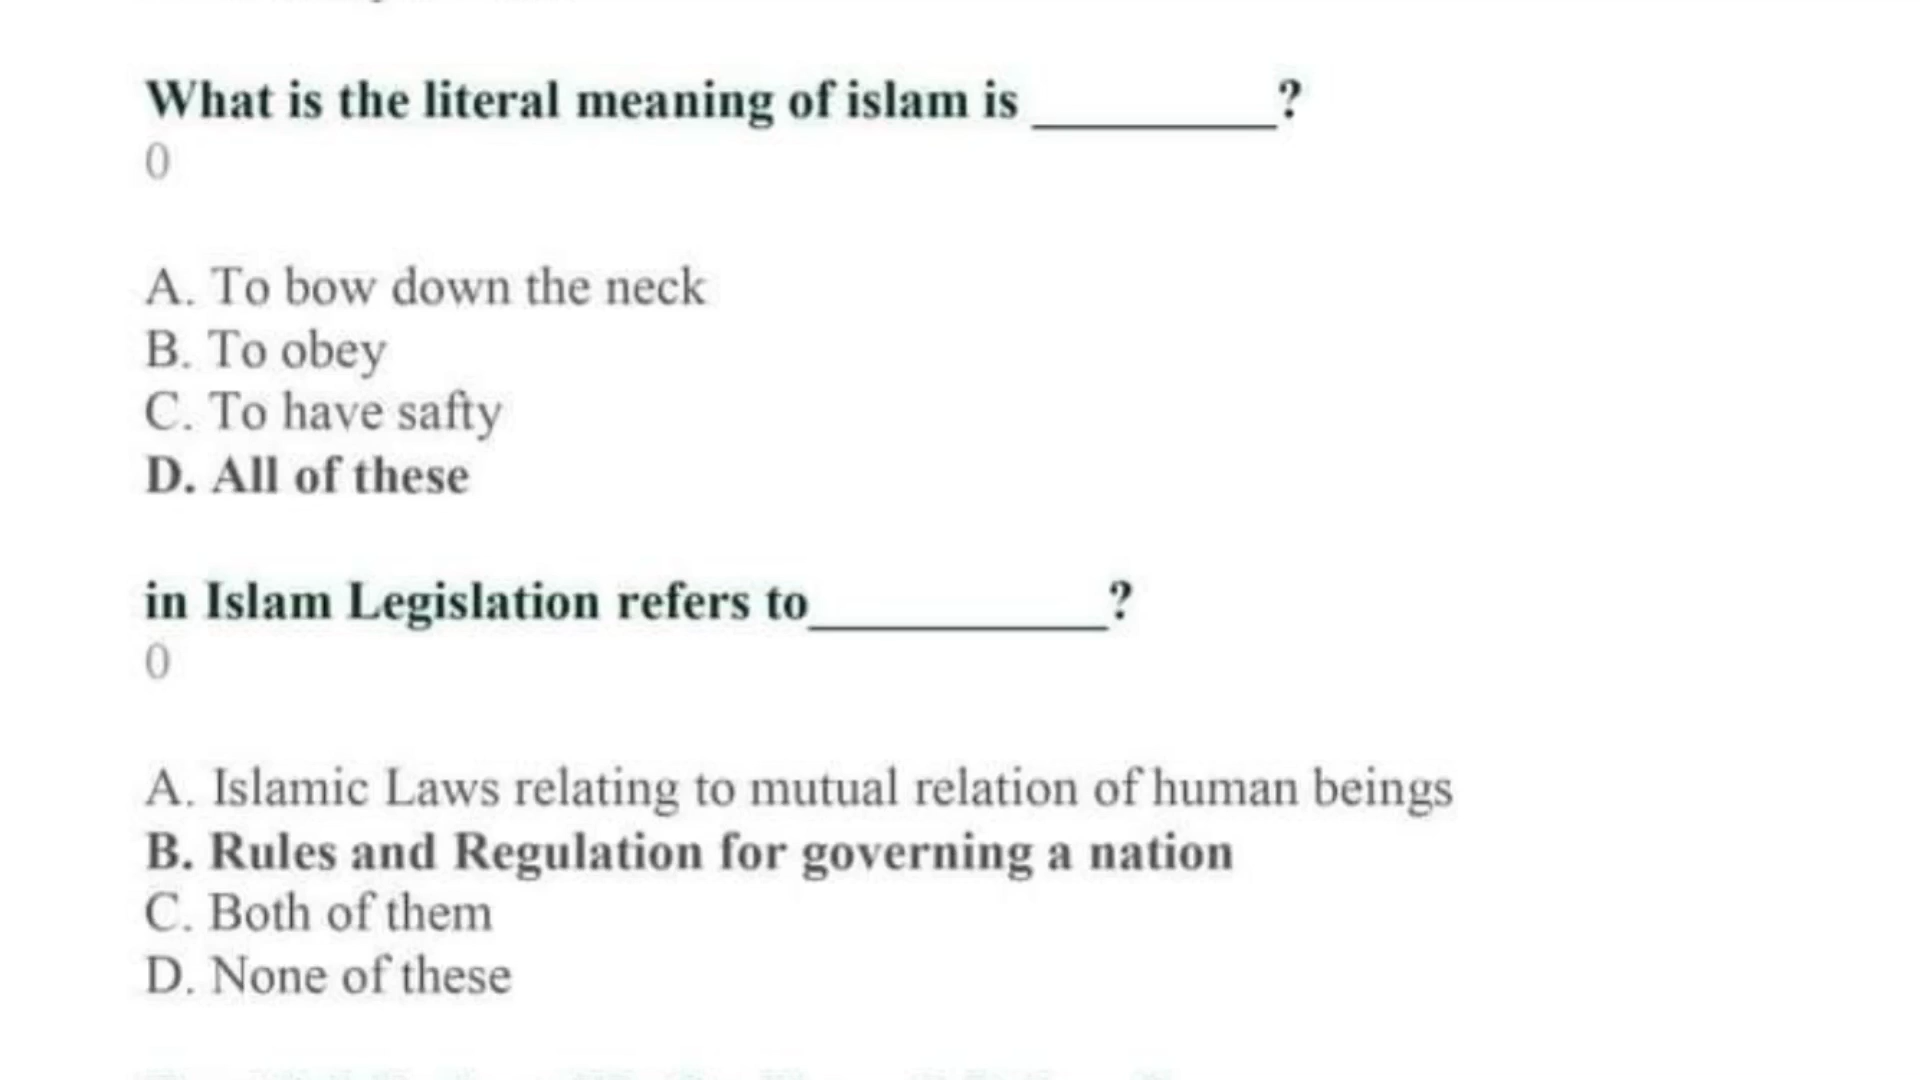 What is the literal meaning of islam is _________?
0
A. To bow down the neck
B. To obey
C. To have safty
D. All of these
in Islam Legislation refers to___________?
0
A. Islamic Laws relating to mutual relation of human beings
B. Rules and Regulation for governing a nation
C. Both of them
D. None of these